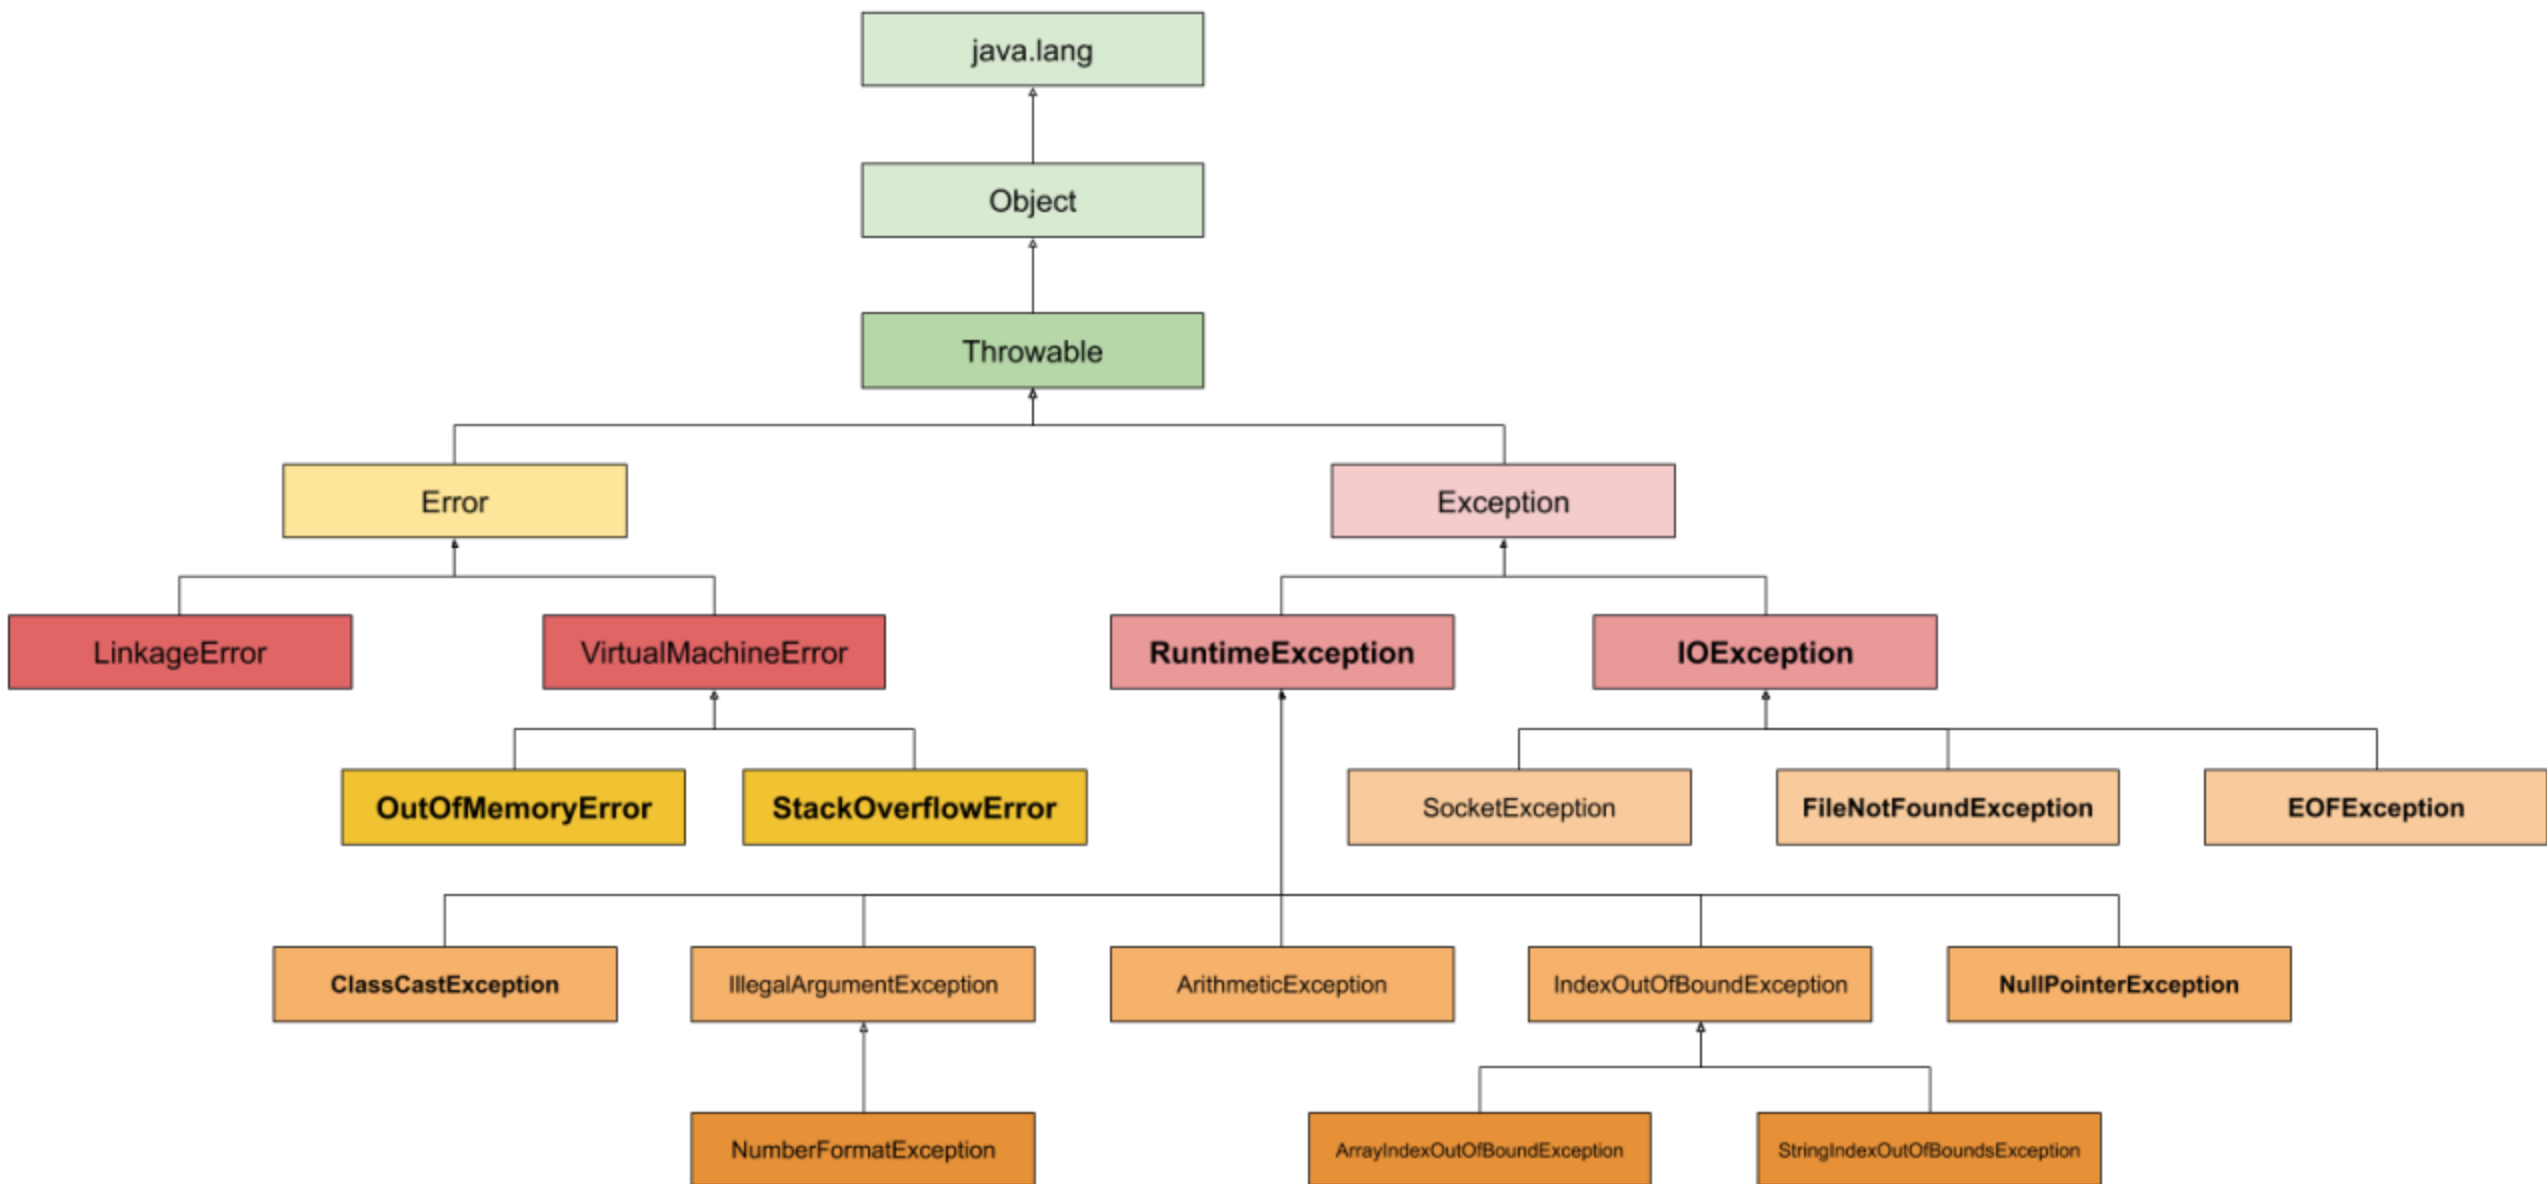 java.lang
Object
Throwable
Error
Exception
LinkageError
VirtualMachineError
RuntimeException
IOException
OutOfMemoryError
StackOverflowError
SocketException
FileNotFoundException
EOFException
ClassCastException
IllegalArgumentException
ArithmeticException
IndexOutOfBoundException
NullPointerException
NumberFormatException
ArrayIndexOutOfBoundException
StringIndexOutOfBoundsException